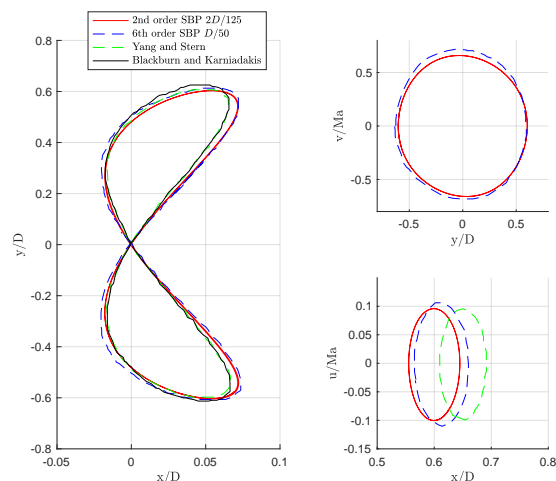 2nd order SBP 2D/125
6th order SBP D/50
Yang and Stern
Blackburn and Karniadakis
0.8
0.6
0.4
0.2
0
-0.2
-0.4
-0.6
-0.8
y/D
-0.05
0
0.05
0.1
x/D
0.5
0
-0.5
v/Ma
-0.5
0
0.5
y/D
0.1
0.05
0
-0.05
-0.1
-0.15
u/Ma
0.5
0.6
0.7
0.8
x/D